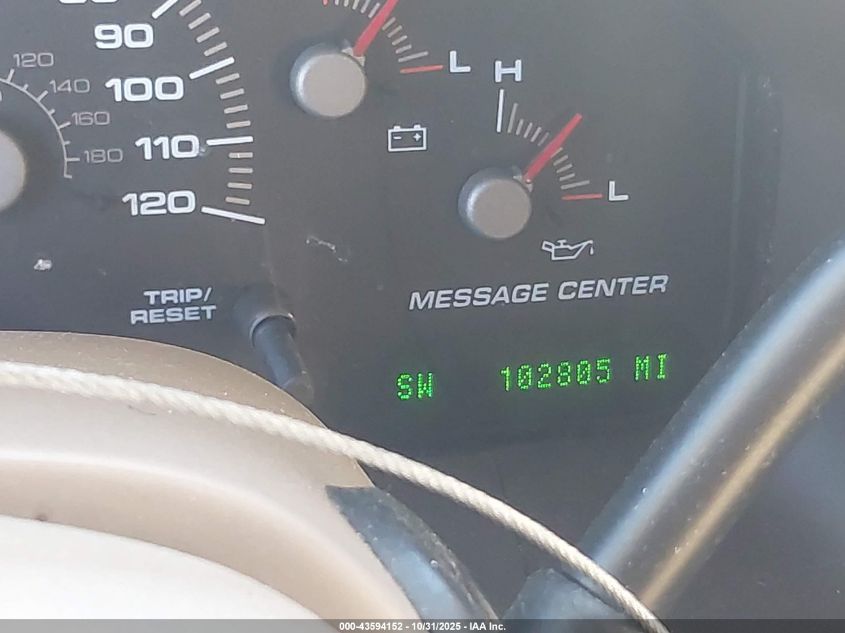 90
100
110
120
120
140
160
180
L
H
L
TRIP/
RESET
MESSAGE CENTER
SW 102805 MI
000-43594152 - 10/31/2025 - IAA Inc.